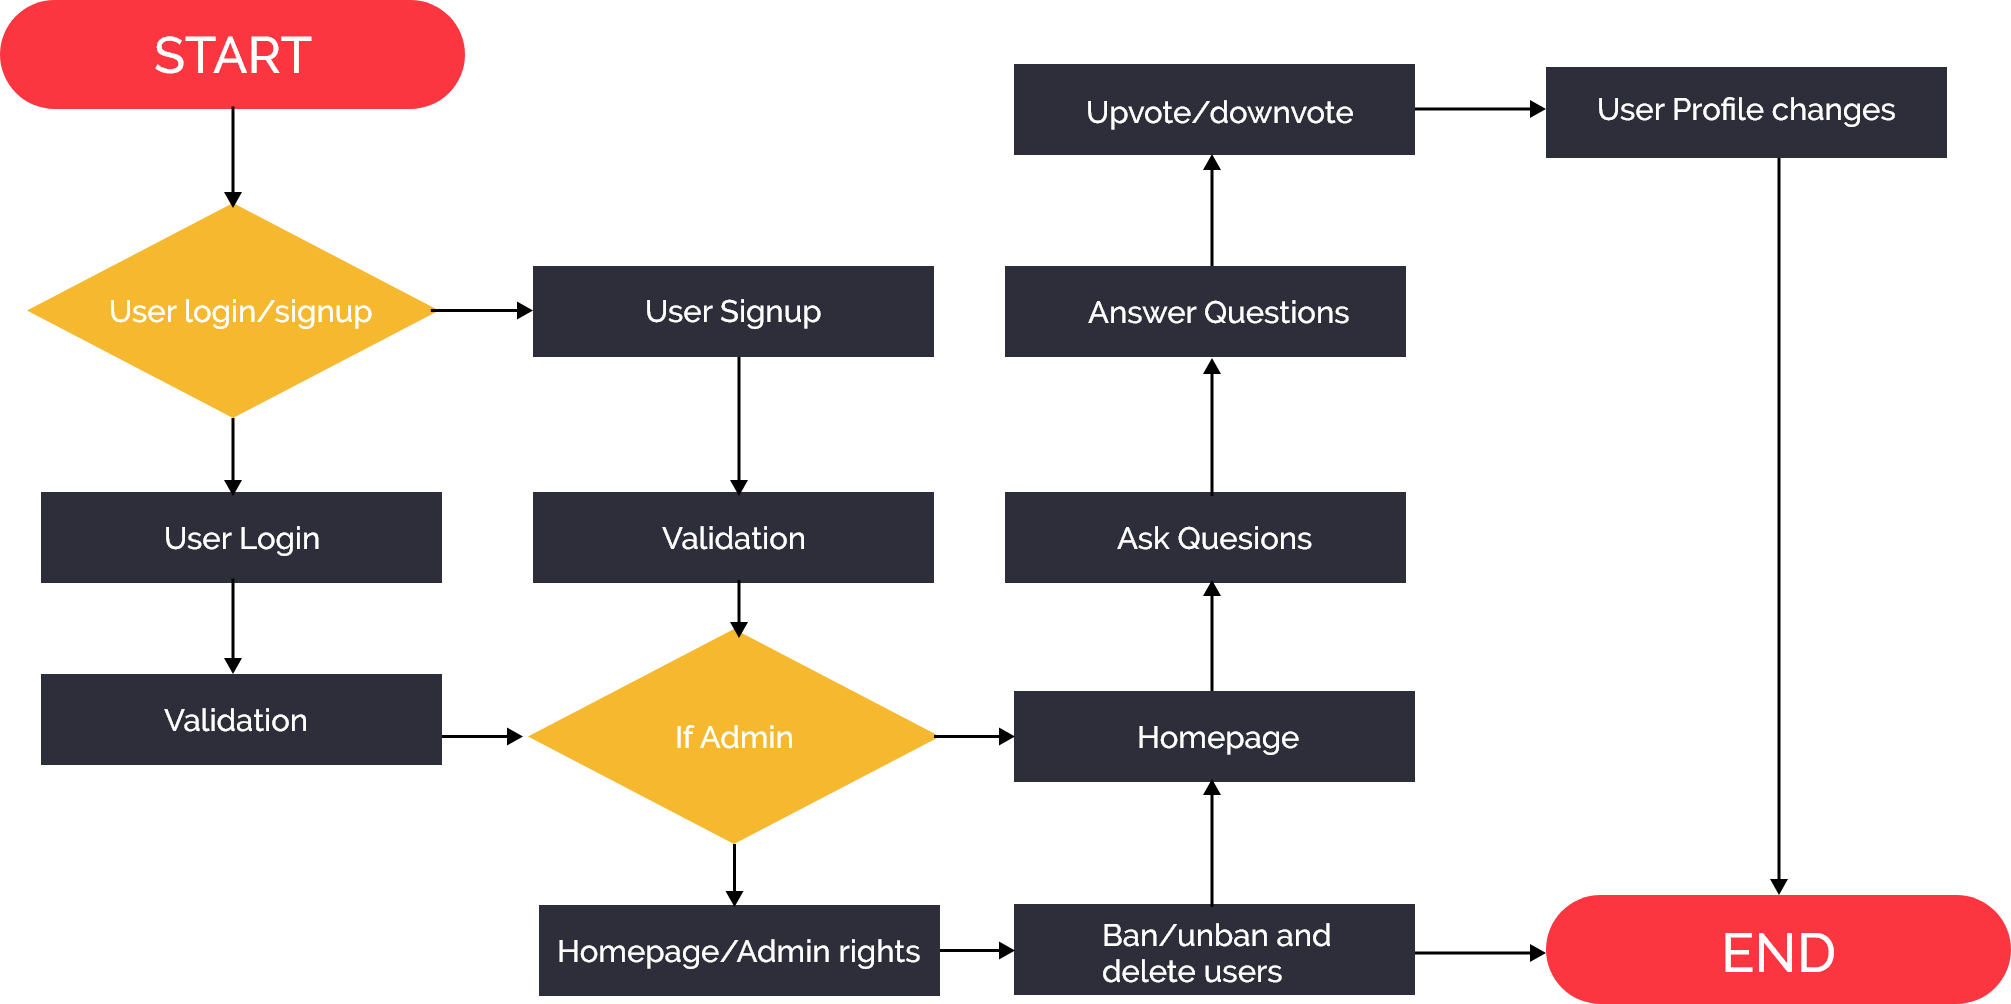 START
User login/signup
User Signup
User Login
Validation
Validation
If Admin
Homepage/Admin rights
Ban/unban and
delete users
Homepage
Ask Quesions
Answer Questions
Upvote/downvote
User Profile changes
END